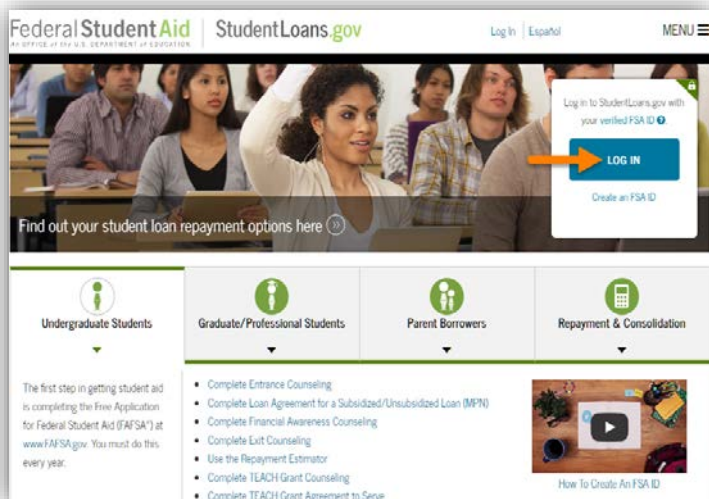 Federal Student Aid | StudentLoans.gov
An OFFICE of the U.S. DEPARTMENT of EDUCATION
Log In | Español
MENU
Log in to StudentLoans.gov with
your verified FSA ID
LOG IN
Create an FSA ID
Find out your student loan repayment options here
Undergraduate Students
Graduate/Professional Students
Parent Borrowers
Repayment & Consolidation
The first step in getting student aid
is completing the Free Application
for Federal Student Aid (FAFSA®) at
www.FAFSA.gov. You must do this
every year.
• Complete Entrance Counseling
• Complete Loan Agreement for a Subsidized/Unsubsidized Loan (MPN)
• Complete Financial Awareness Counseling
• Complete Exit Counseling
• Use the Repayment Estimator
• Complete TEACH Grant Counseling
• Complete TEACH Grant Agreement to Serve
How To Create An FSA ID